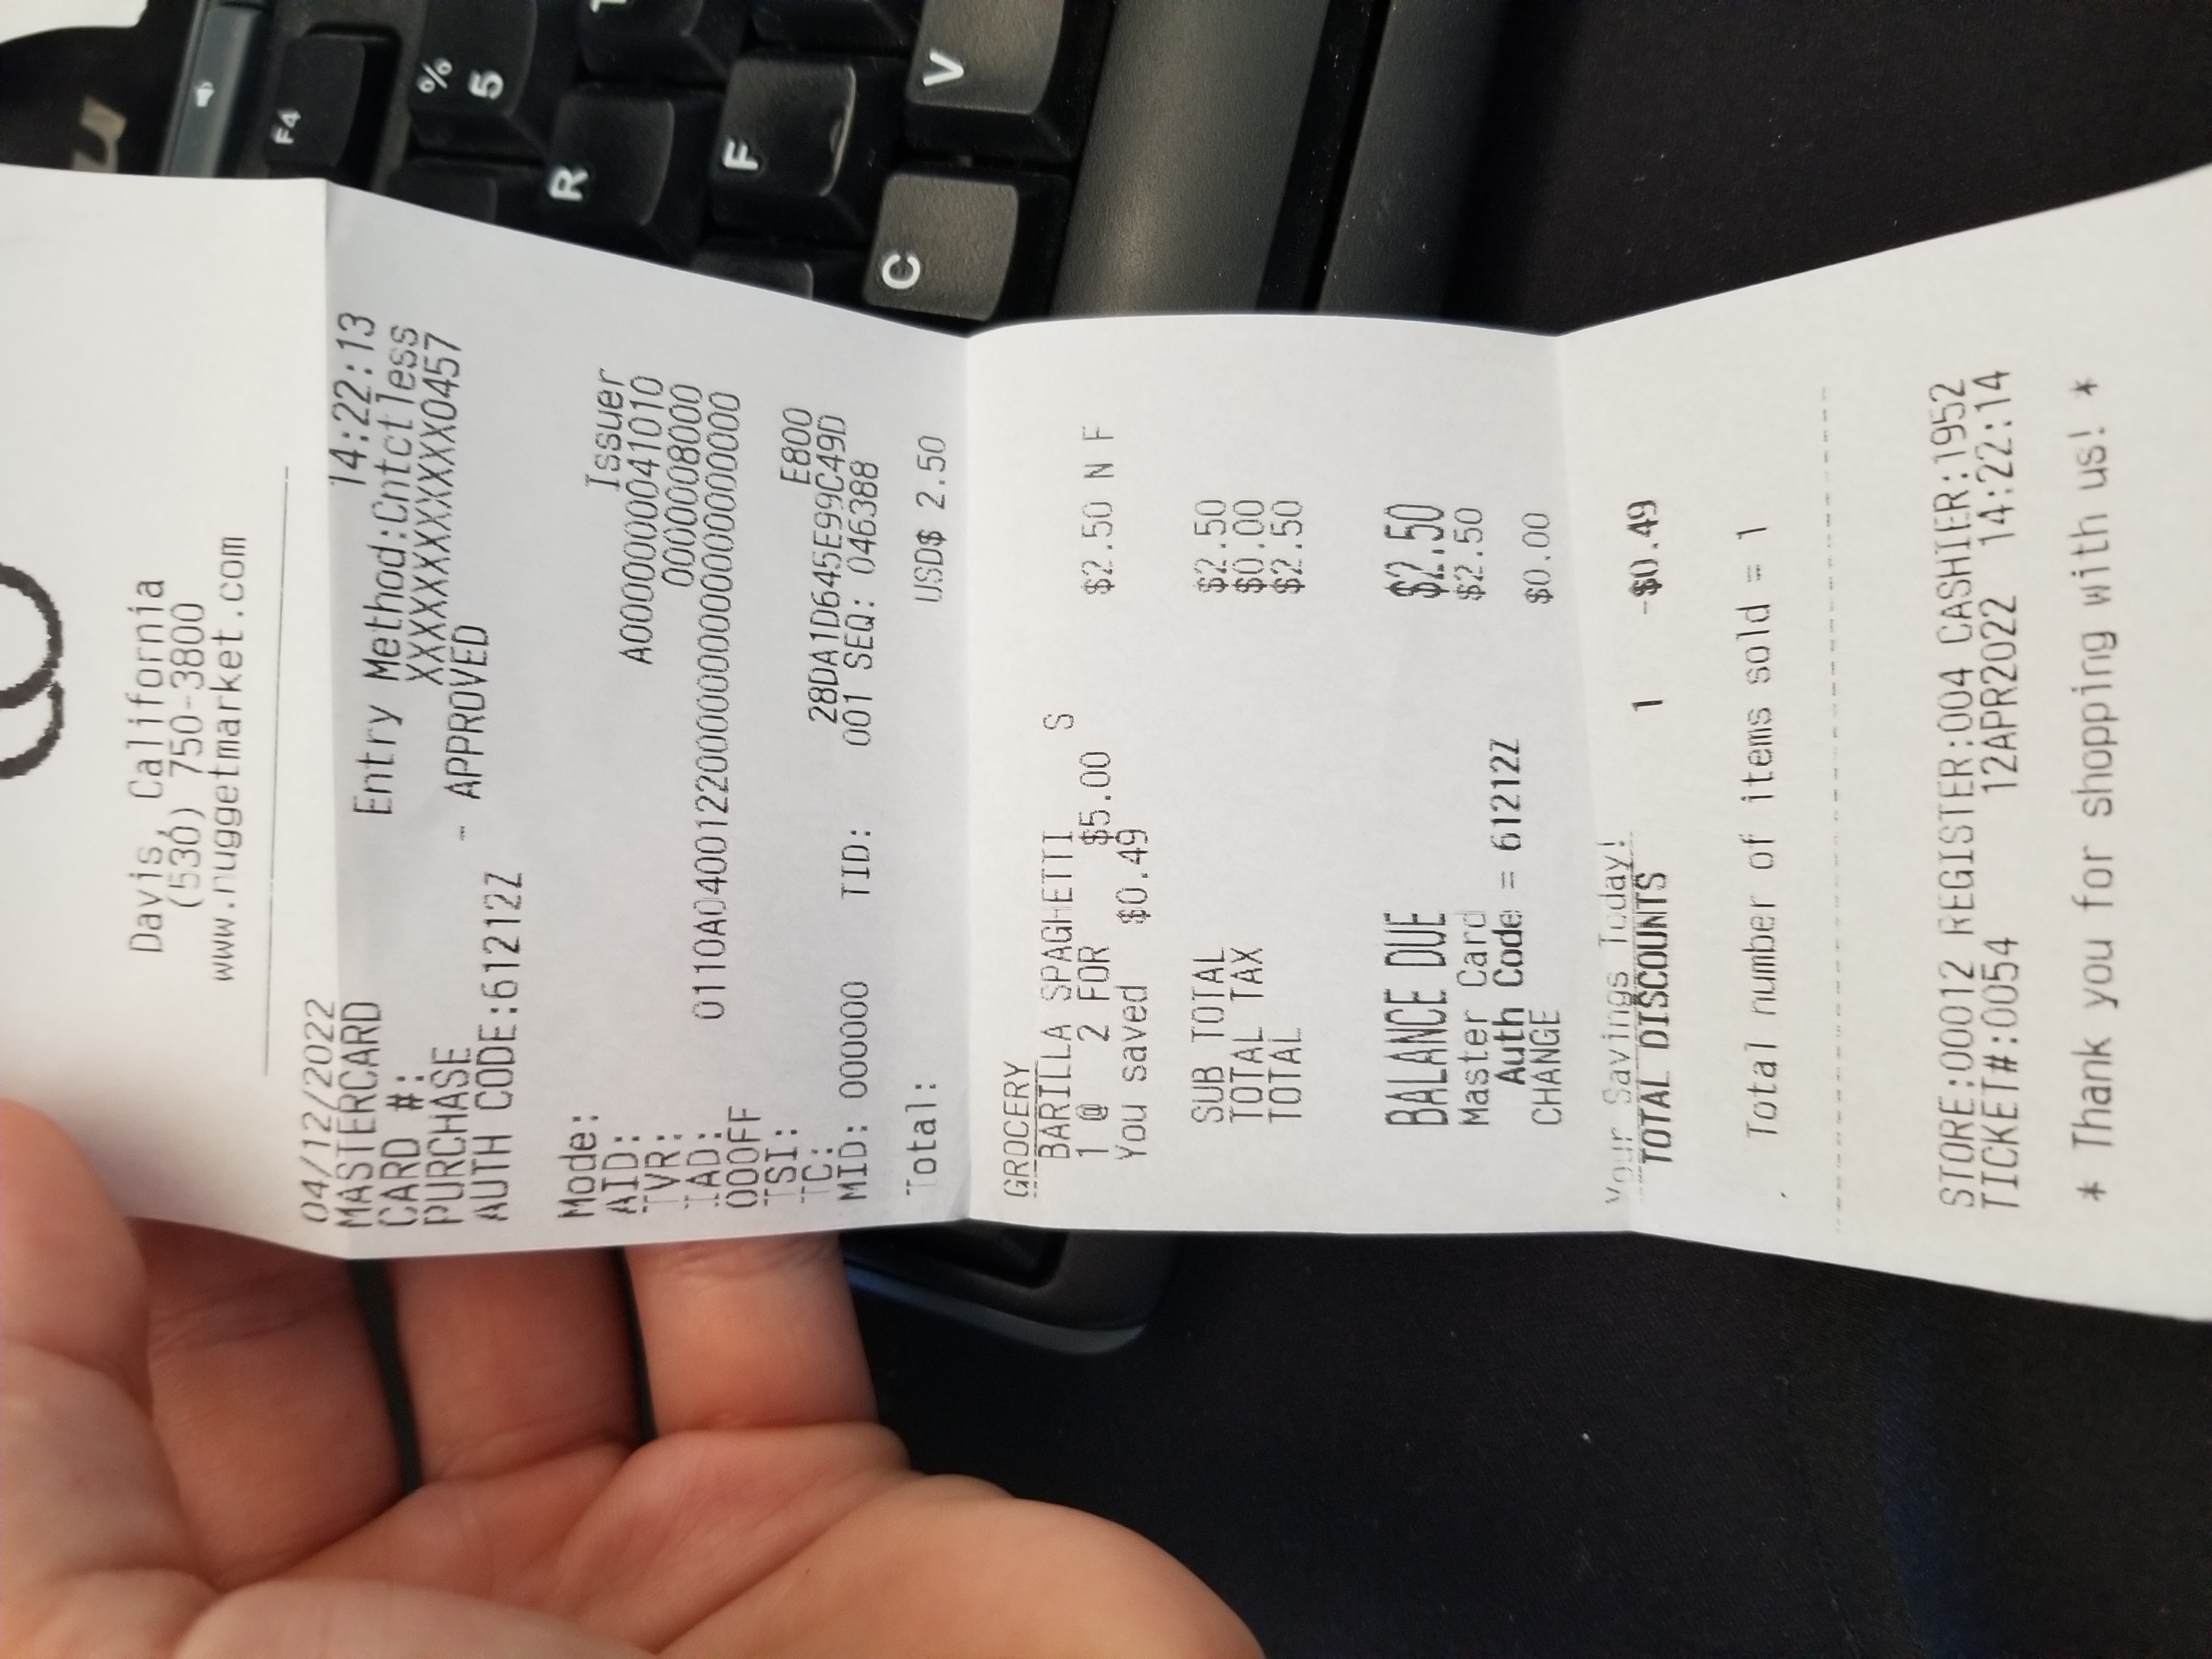 Davis, California
(530) 750-3800
www.nuggetmarket.com
04/12/2022 14:22:13
MASTERCARD Entry Method:Cntctless
CARD #: XXXXXXXXXXXX0457
PURCHASE - APPROVED
AUTH CODE:61212Z
Mode: Issuer
AID: A0000000041010
TVR: 0000008000
IAD: 0110A04001220000000000000000000
000FF
TSI: E800
TC: 28DA1D645E99C49D
MID: 000000 TID: 001 SEQ: 046388
Total: USD$ 2.50
GROCERY
BARILLA SPAGHETTI S
1 @ 2 FOR $5.00 $2.50 N F
You saved $0.49
SUB TOTAL $2.50
TOTAL TAX $0.00
TOTAL $2.50
BALANCE DUE $2.50
Master Card $2.50
Auth Code = 61212Z
CHANGE $0.00
Your Savings Today!
TOTAL DISCOUNTS 1 -$0.49
Total number of items sold = 1
STORE:00012 REGISTER:004 CASHIER:1952
TICKET#:0054 12APR2022 14:22:14
* Thank you for shopping with us! *
F4
%
5
R
F
C
V